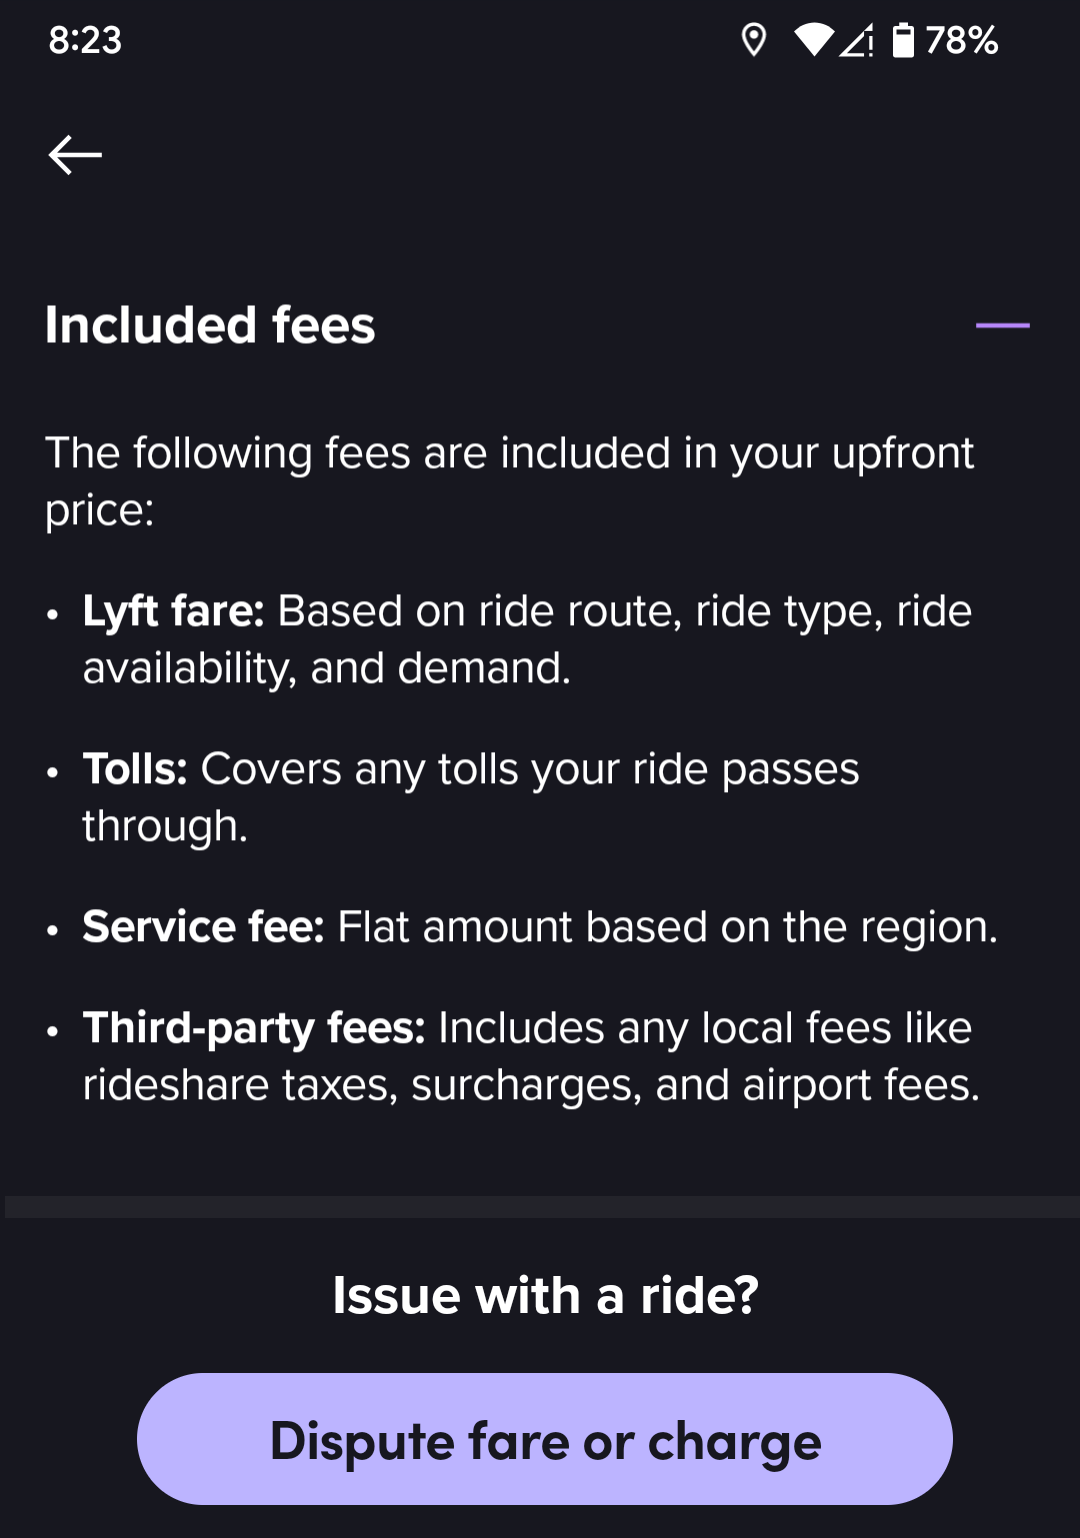 8:23 78%
Included fees
The following fees are included in your upfront
price:
• Lyft fare: Based on ride route, ride type, ride
availability, and demand.
• Tolls: Covers any tolls your ride passes
through.
• Service fee: Flat amount based on the region.
• Third-party fees: Includes any local fees like
rideshare taxes, surcharges, and airport fees.
Issue with a ride?
Dispute fare or charge